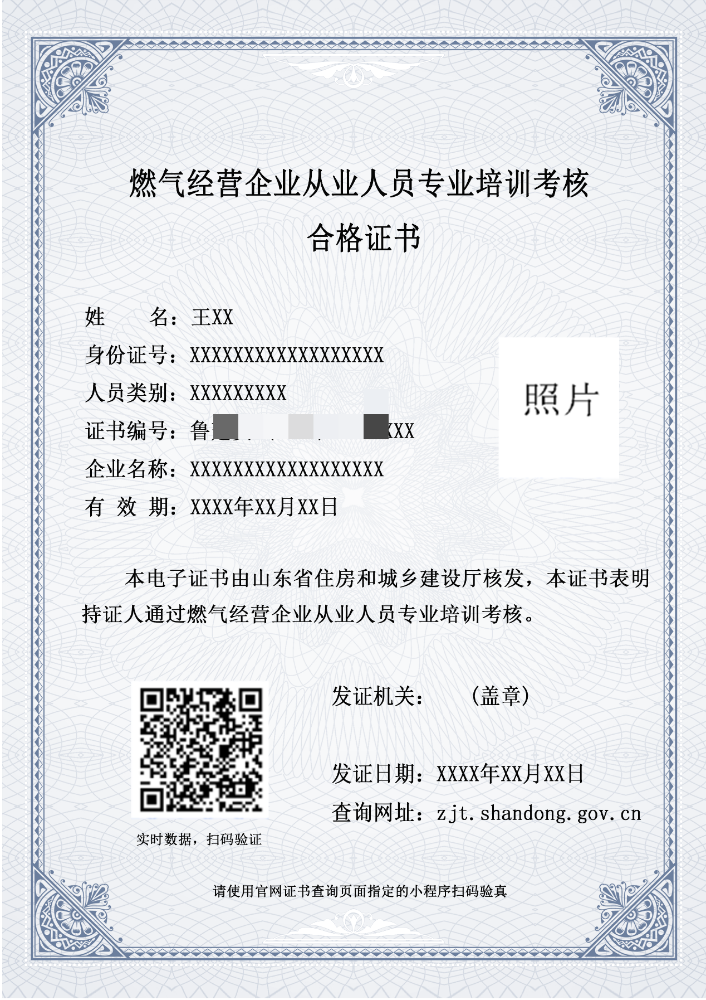 燃气经营企业从业人员专业培训考核
合格证书
姓 名：王XX
身份证号：XXXXXXXXXXXXXXXXXX
人员类别：XXXXXXXXX
证书编号：鲁 XXX
企业名称：XXXXXXXXXXXXXXXXXX
有 效 期：XXXX年XX月XX日
照片
本电子证书由山东省住房和城乡建设厅核发，本证书表明
持证人通过燃气经营企业从业人员专业培训考核。
发证机关： (盖章)
发证日期：XXXX年XX月XX日
查询网址：zjt.shandong.gov.cn
实时数据，扫码验证
请使用官网证书查询页面指定的小程序扫码验真